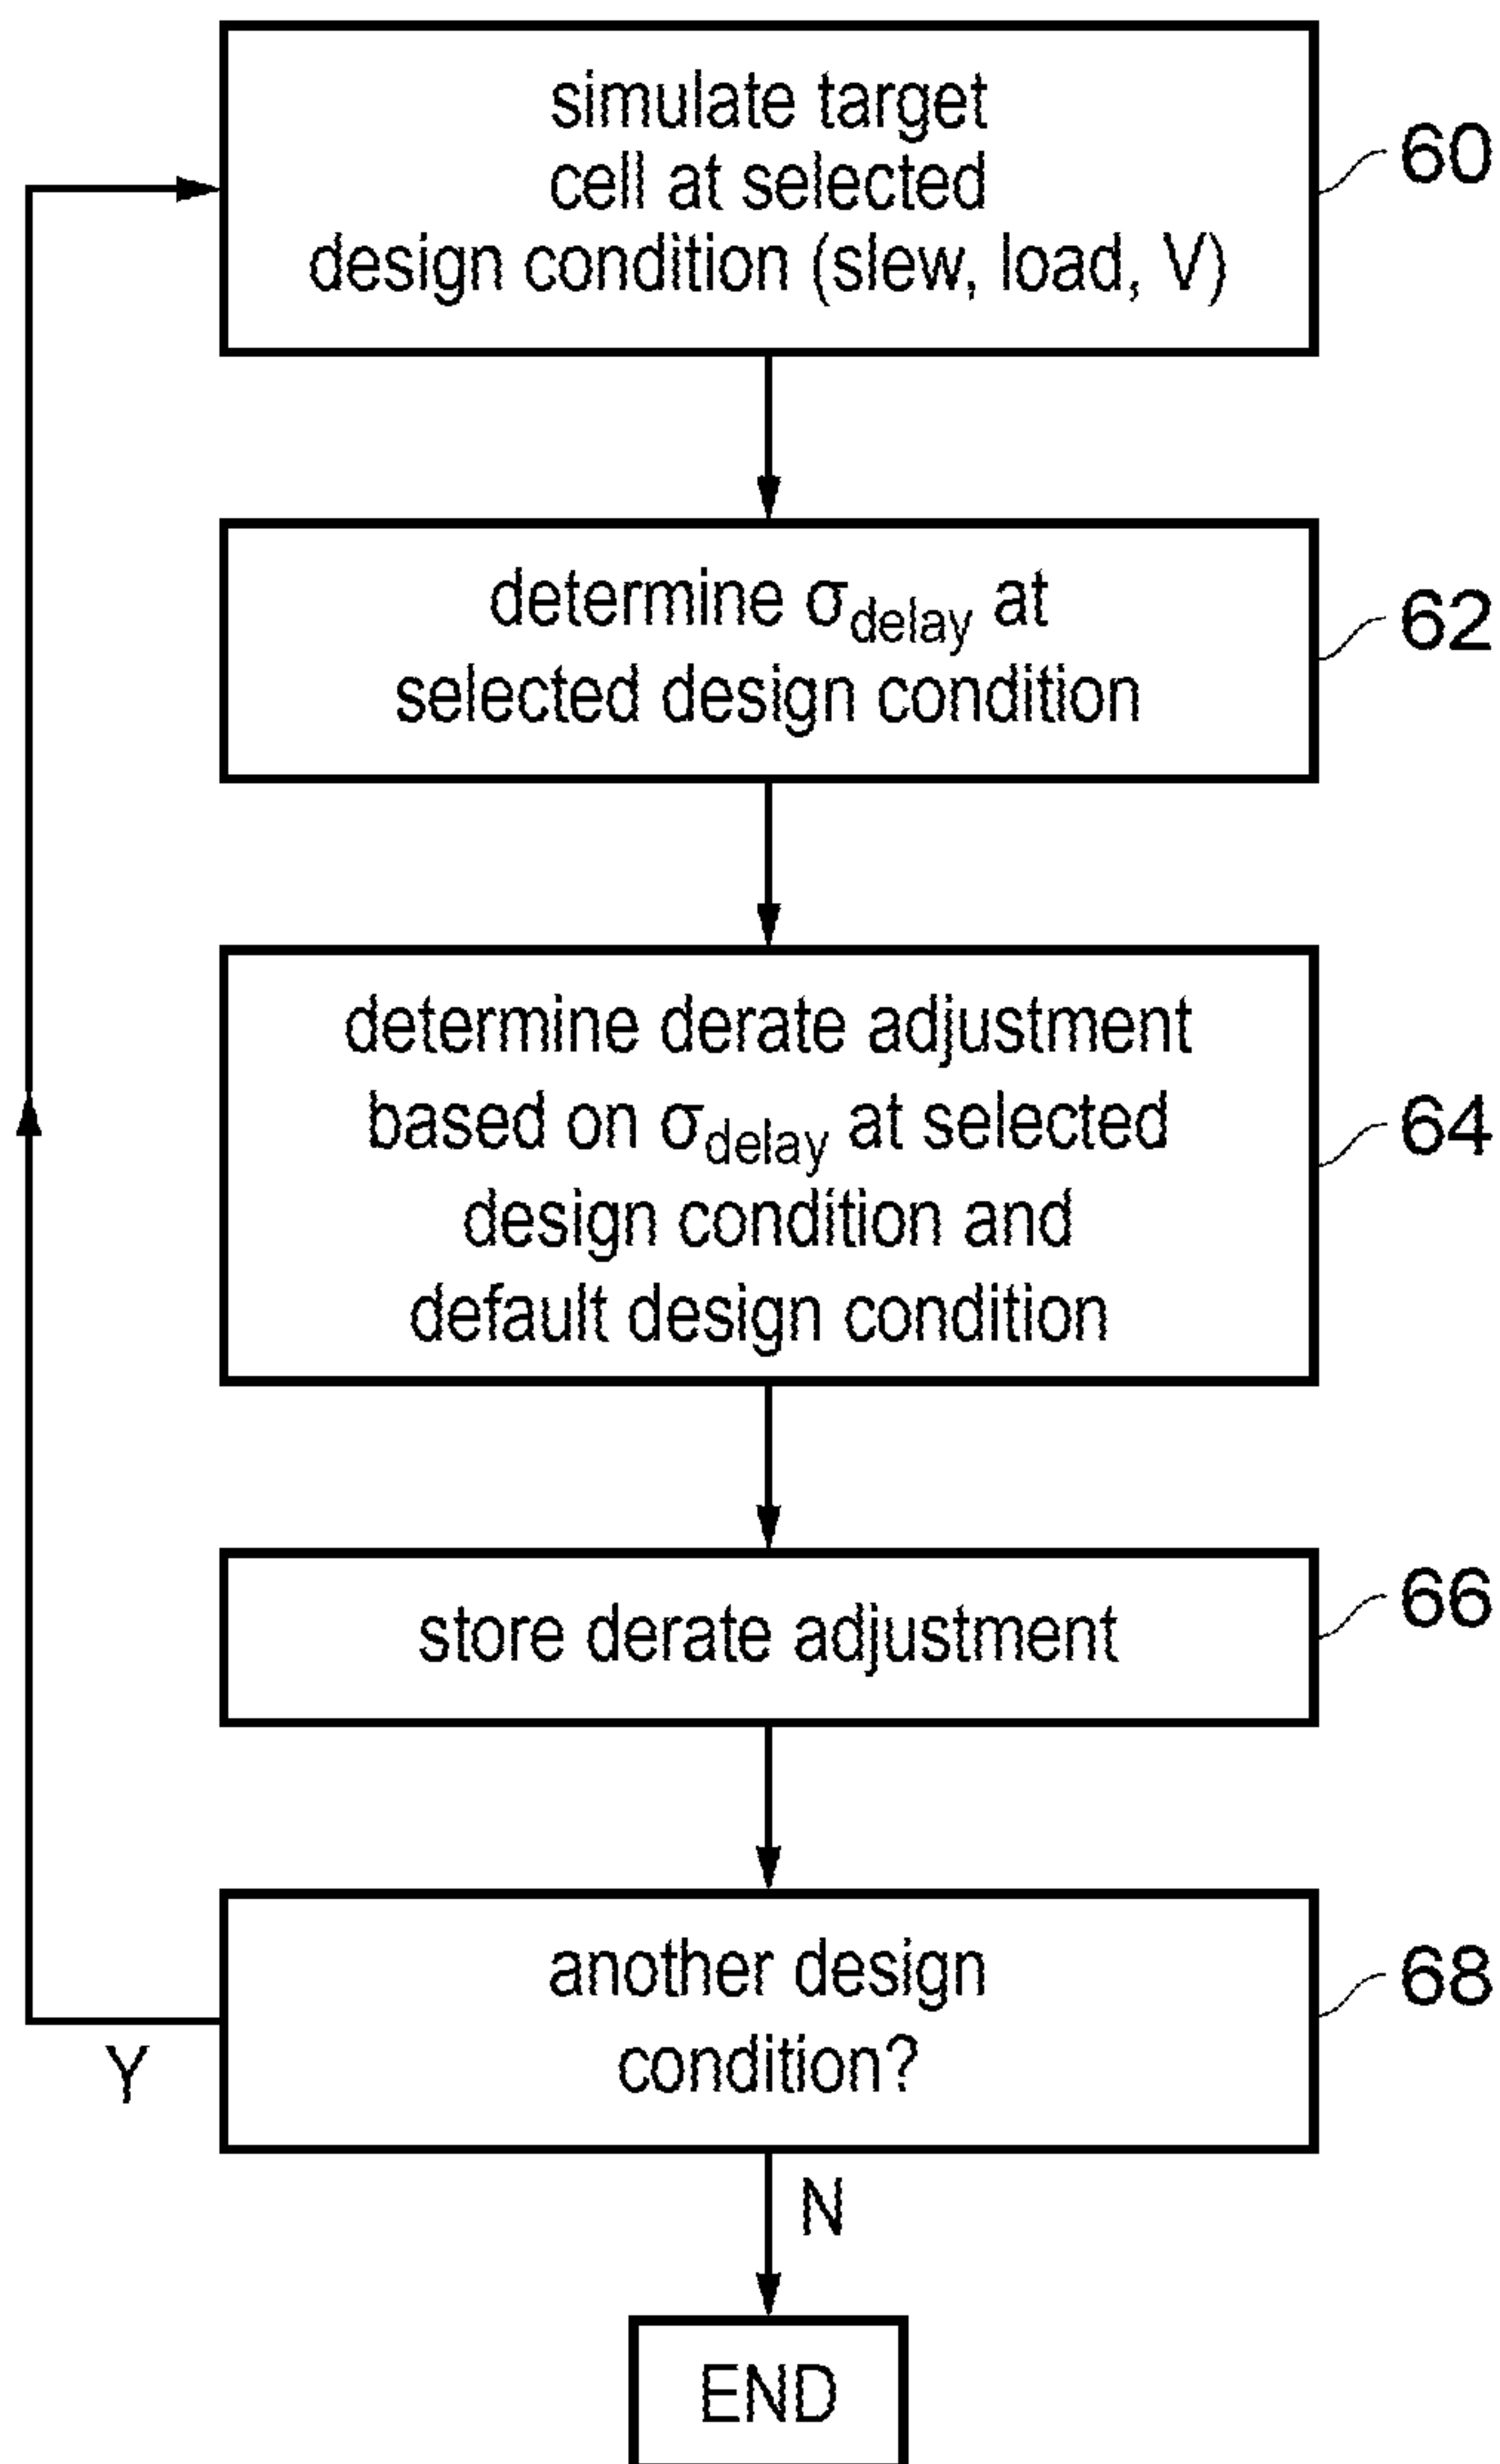 simulate target
cell at selected
design condition (slew, load, V)
60
determine σdelay at
selected design condition
62
determine derate adjustment
based on σdelay at selected
design condition and
default design condition
64
store derate adjustment
66
another design
condition?
68
Y
N
END